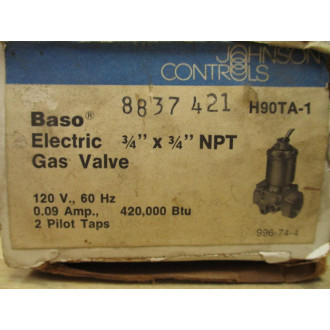 JOHNSON
CONTROLS
8837 421
Baso® H90TA-1
Electric ¾" x ¾" NPT
Gas Valve
120 V., 60 Hz
0.09 Amp., 420,000 Btu
2 Pilot Taps
996-74-4